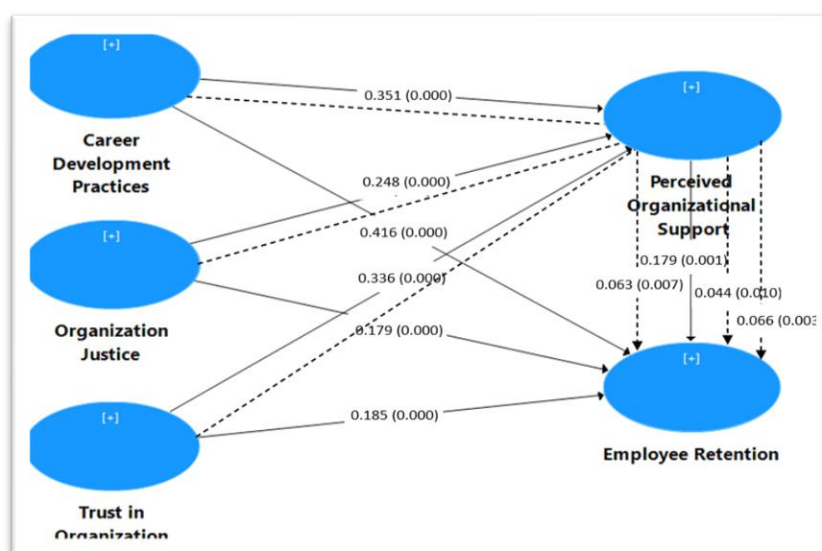 [+]
Career
Development
Practices
[+]
Organization
Justice
[+]
Trust in
Organization
0.351 (0.000)
0.248 (0.000)
0.416 (0.000)
0.336 (0.000)
0.179 (0.000)
0.185 (0.000)
[+]
Perceived
Organizational
Support
0.179 (0.001)
0.063 (0.007)
0.044 (0.010)
0.066 (0.003
[+]
Employee Retention